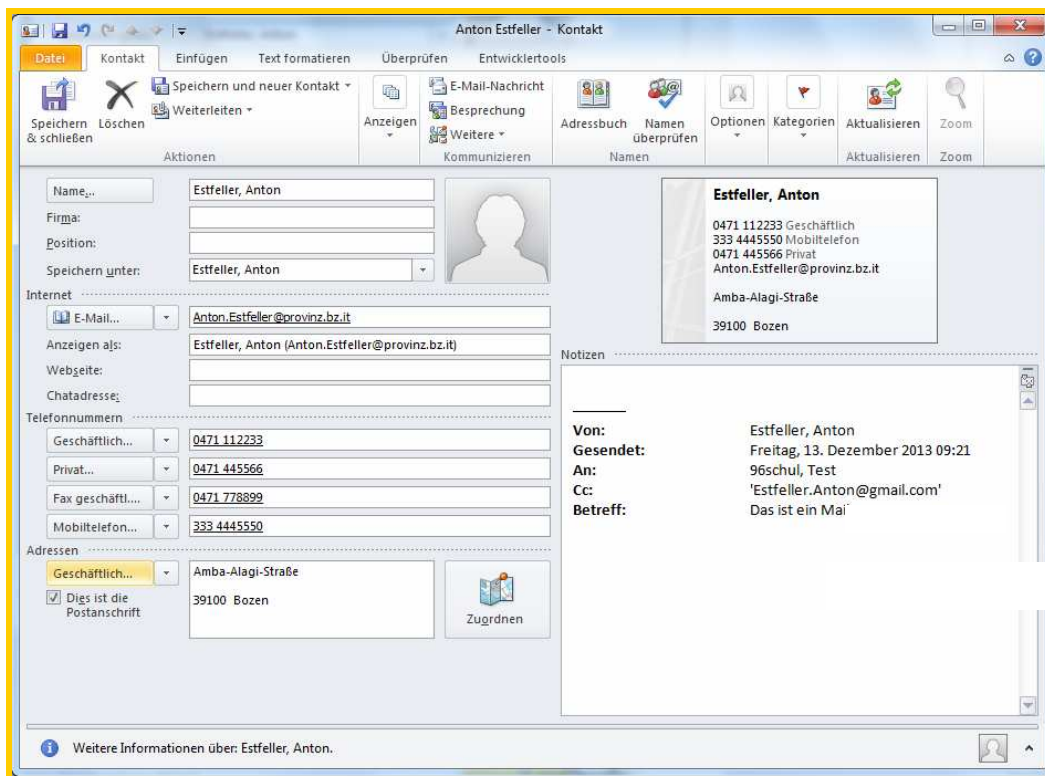 Anton Estfeller - Kontakt
Datei Kontakt Einfügen Text formatieren Überprüfen Entwicklertools
Speichern & schließen
Löschen
Speichern und neuer Kontakt
Weiterleiten
Aktionen
Anzeigen
E-Mail-Nachricht
Besprechung
Weitere
Kommunizieren
Adressbuch
Namen überprüfen
Namen
Optionen
Kategorien
Aktualisieren
Aktualisieren
Zoom
Zoom
Name... Estfeller, Anton
Firma:
Position:
Speichern unter: Estfeller, Anton
Internet
E-Mail... Anton.Estfeller@provinz.bz.it
Anzeigen als: Estfeller, Anton (Anton.Estfeller@provinz.bz.it)
Webseite:
Chatadresse:
Telefonnummern
Geschäftlich... 0471 112233
Privat... 0471 445566
Fax geschäftl.... 0471 778899
Mobiltelefon... 333 4445550
Adressen
Geschäftlich... Amba-Alagi-Straße
39100 Bozen
Dies ist die
Postanschrift
Zuordnen
Estfeller, Anton
0471 112233 Geschäftlich
333 4445550 Mobiltelefon
0471 445566 Privat
Anton.Estfeller@provinz.bz.it
Amba-Alagi-Straße
39100 Bozen
Notizen
Von: Estfeller, Anton
Gesendet: Freitag, 13. Dezember 2013 09:21
An: 96schul, Test
Cc: 'Estfeller.Anton@gmail.com'
Betreff: Das ist ein Mai
Weitere Informationen über: Estfeller, Anton.